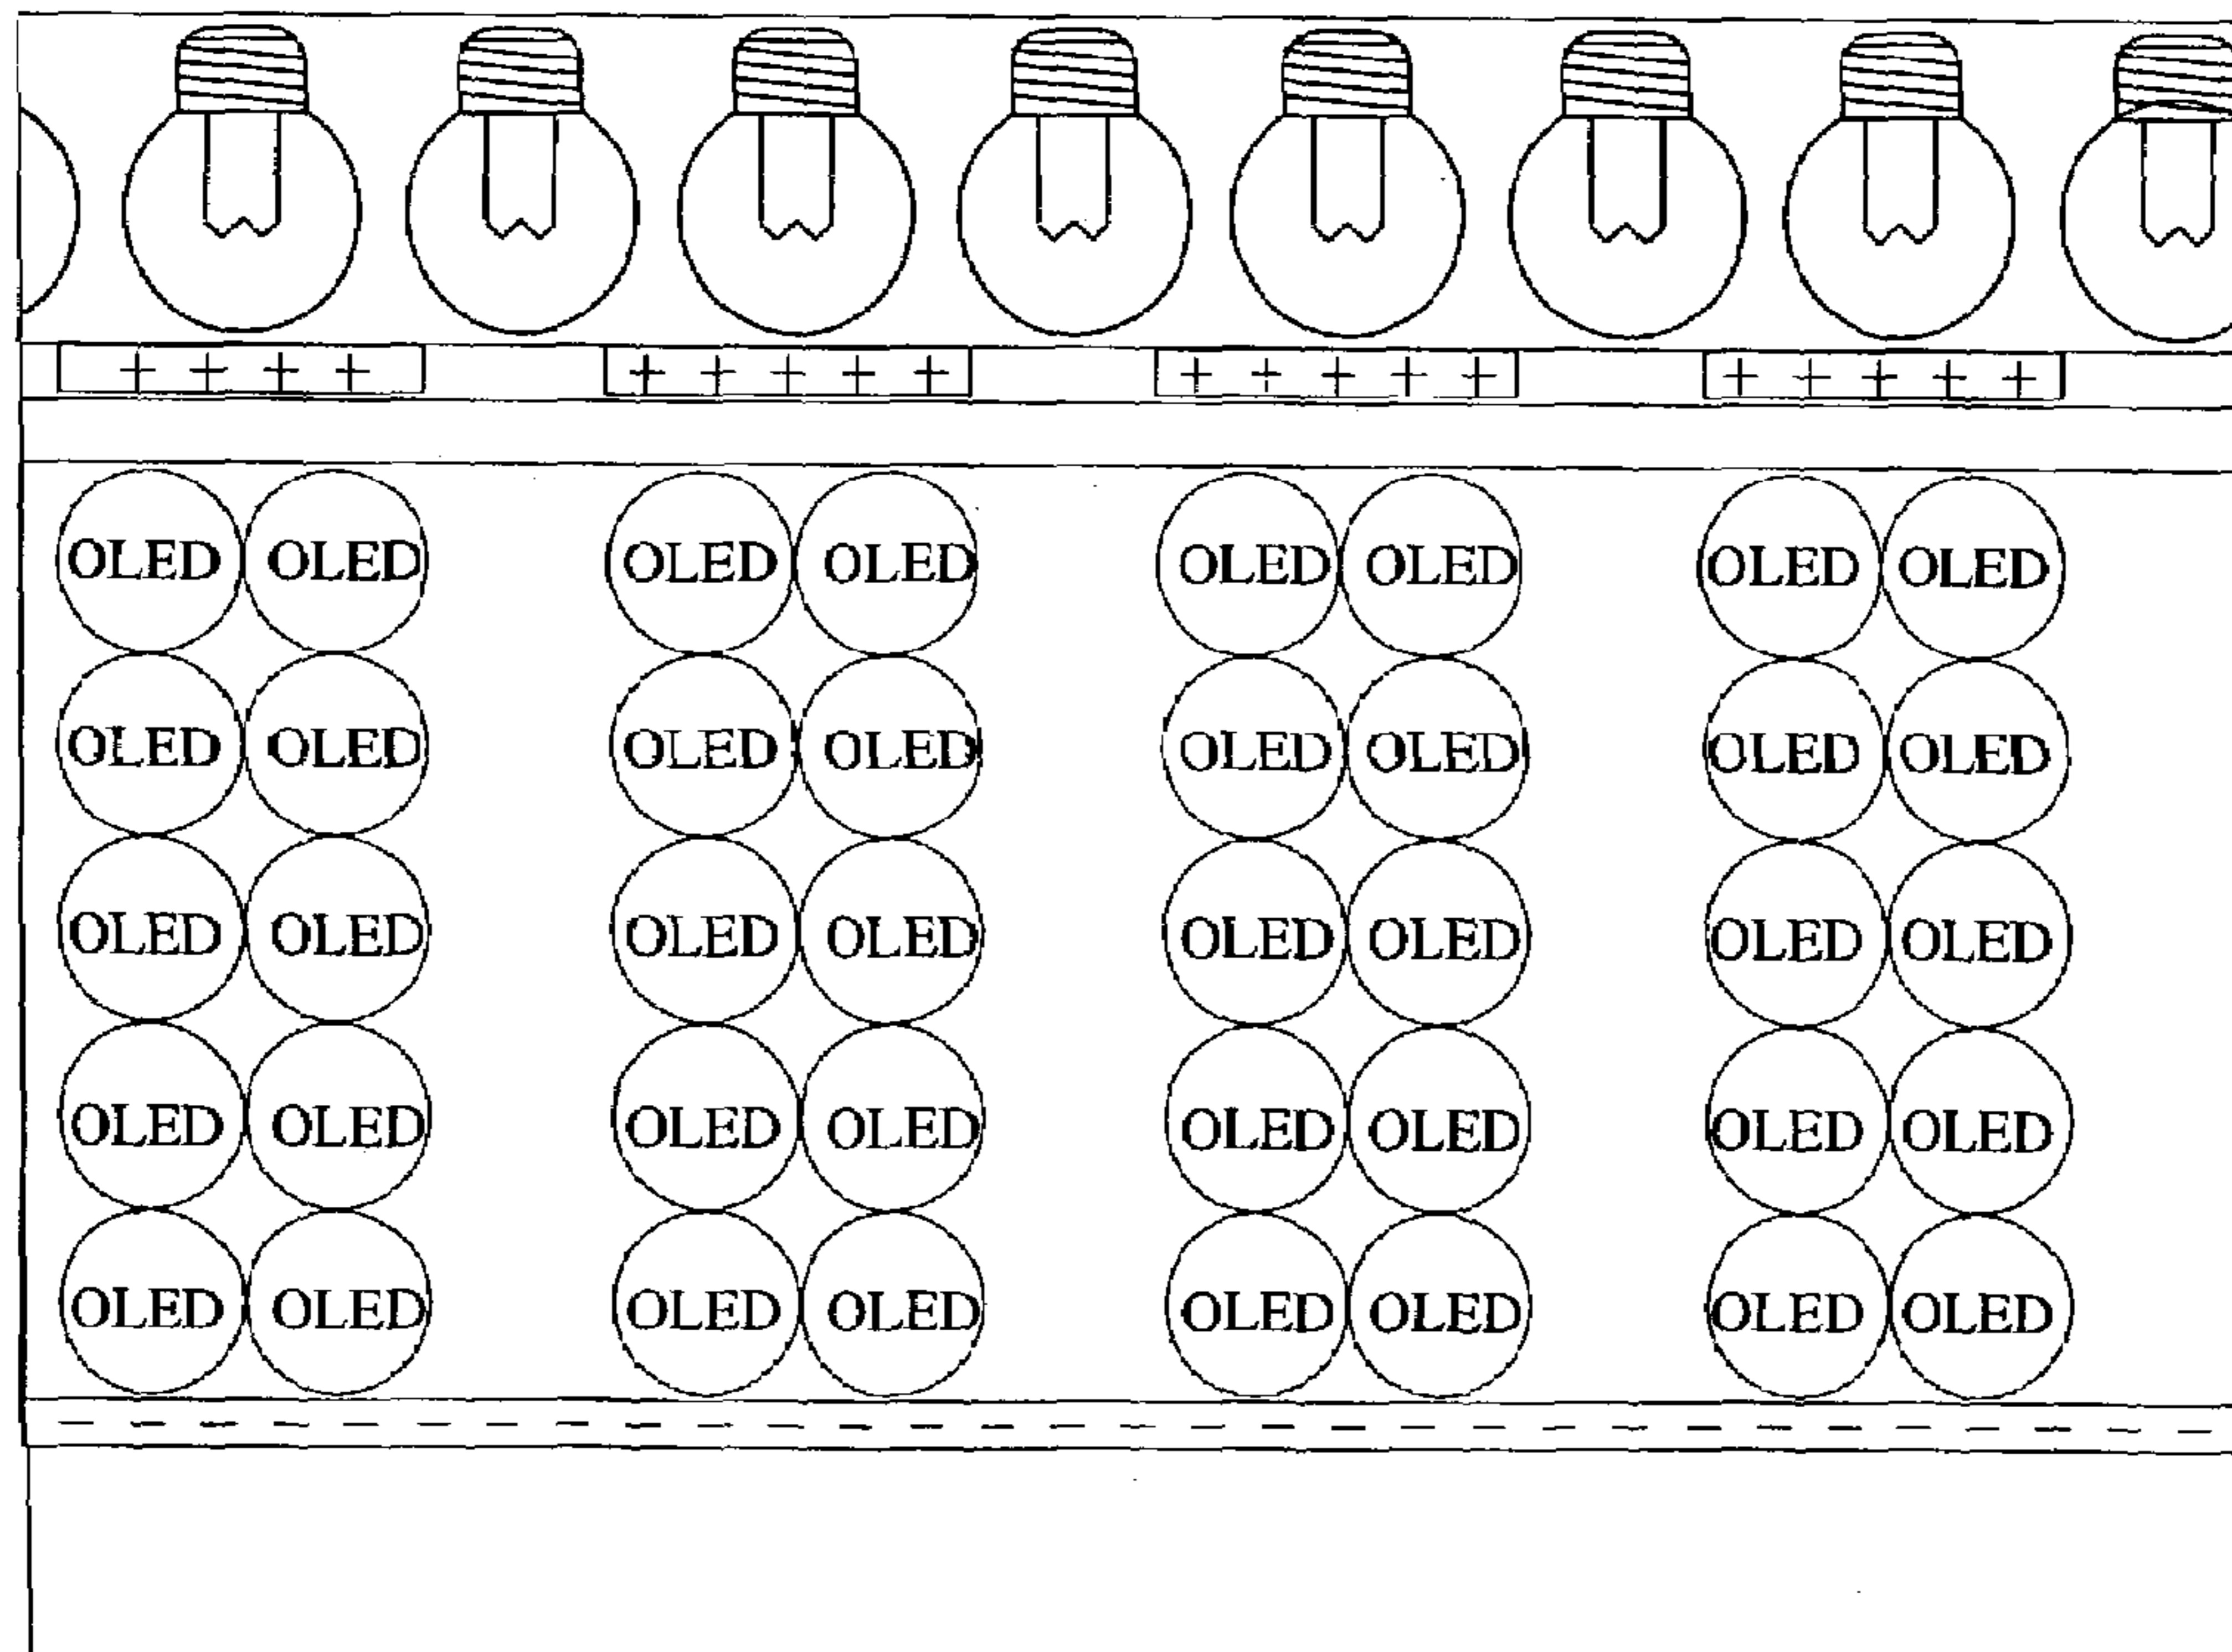 + + + + + + + + + + + + + + + + + + +
OLED OLED OLED OLED OLED OLED OLED OLED
OLED OLED OLED OLED OLED OLED OLED OLED
OLED OLED OLED OLED OLED OLED OLED OLED
OLED OLED OLED OLED OLED OLED OLED OLED
OLED OLED OLED OLED OLED OLED OLED OLED
– – – – – – – – – – – – – – – – – – – – – – – – – – – – – –